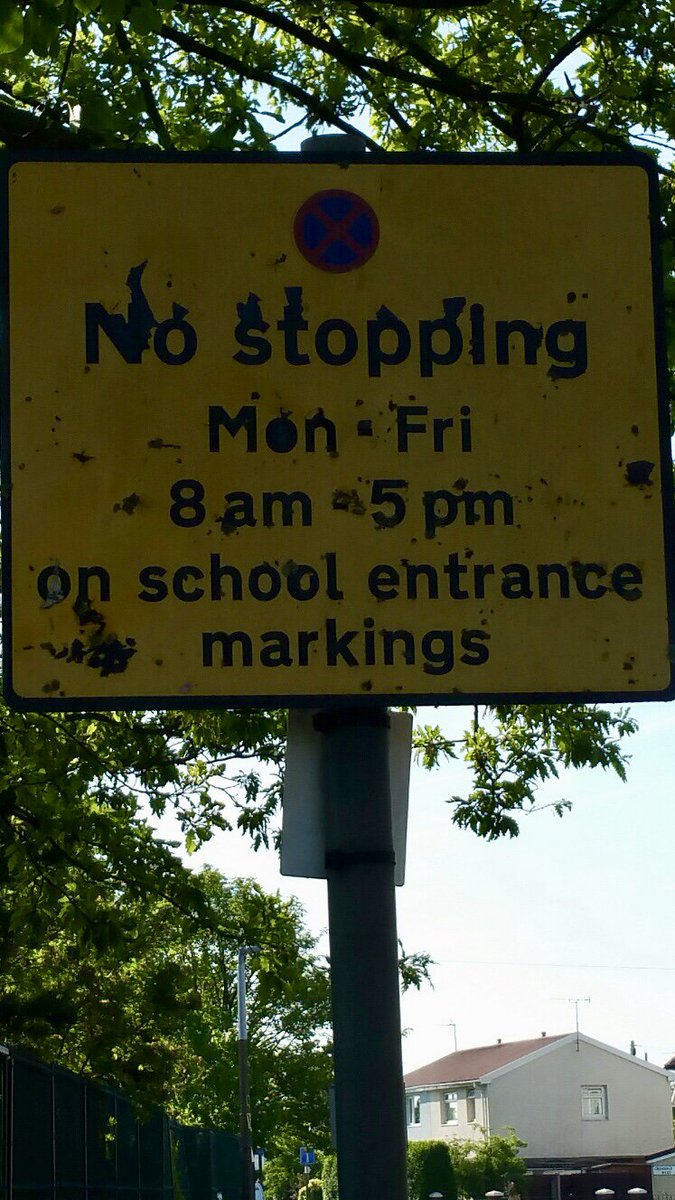 No stopping
Mon - Fri
8 am - 5 pm
on school entrance
markings